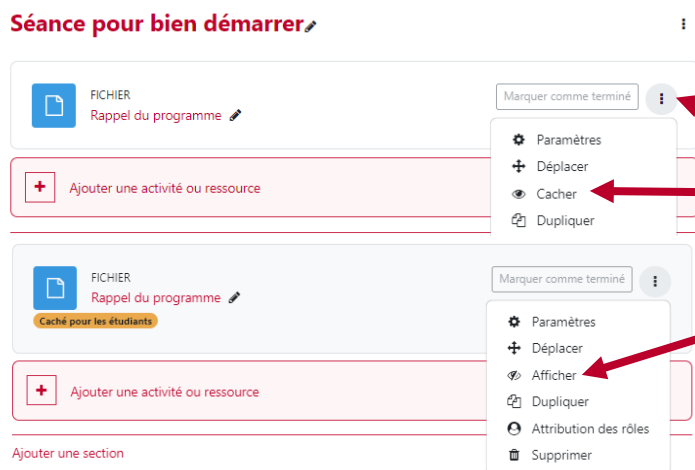 Séance pour bien démarrer
FICHIER
Marquer comme terminé
Rappel du programme
Paramètres
Déplacer
Ajouter une activité ou ressource
Cacher
Dupliquer
FICHIER
Marquer comme terminé
Rappel du programme
Caché pour les étudiants
Paramètres
Déplacer
Afficher
Ajouter une activité ou ressource
Dupliquer
Attribution des rôles
Ajouter une section
Supprimer